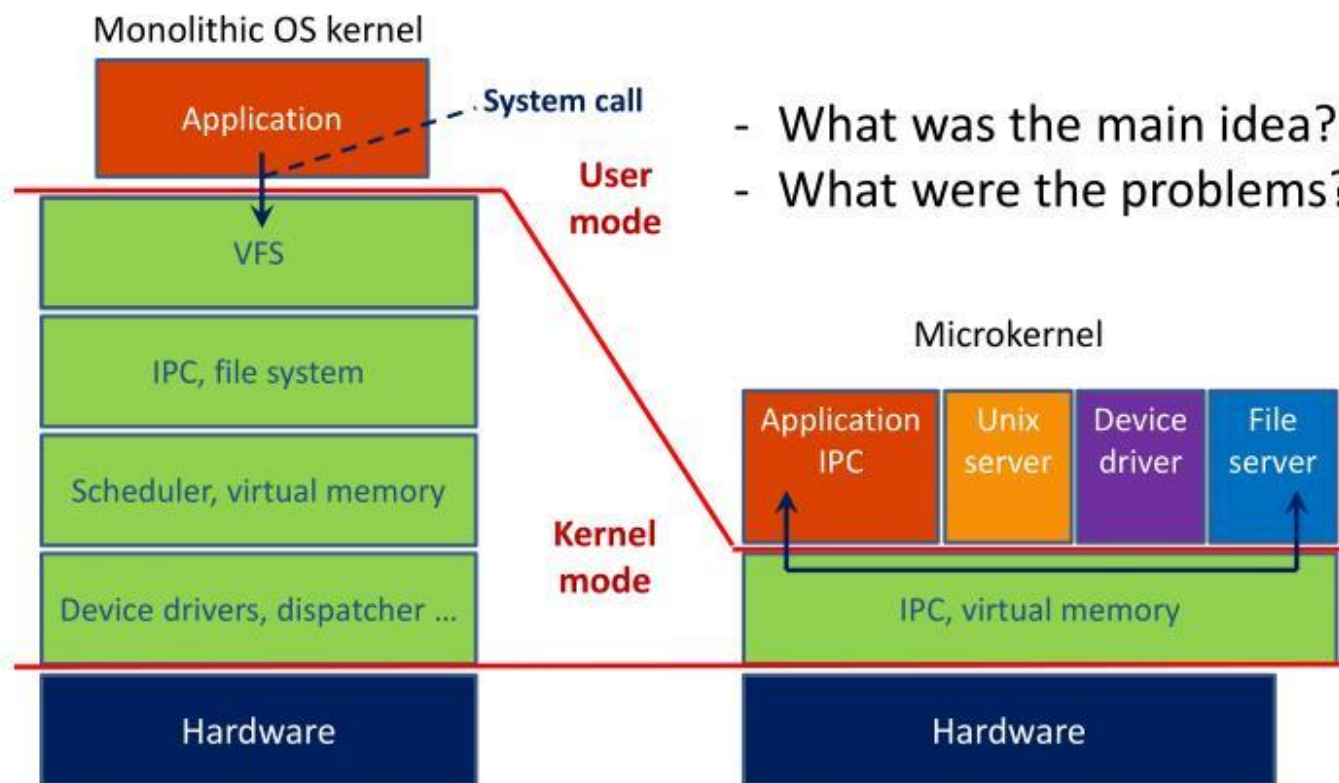 Monolithic OS kernel
Application
System call
User
mode
VFS
IPC, file system
Scheduler, virtual memory
Kernel
mode
Device drivers, dispatcher ...
Hardware
- What was the main idea?
- What were the problems?
Microkernel
Application
IPC
Unix
server
Device
driver
File
server
IPC, virtual memory
Hardware